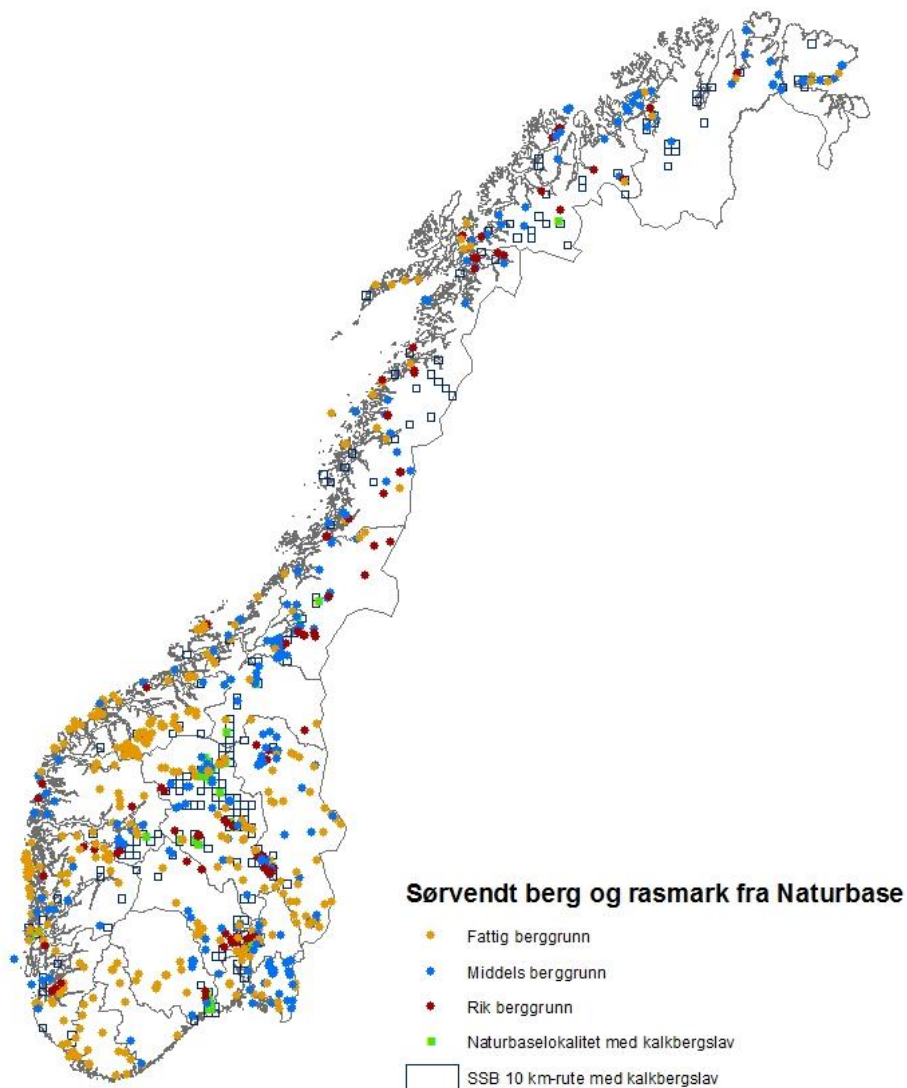 Sørvendt berg og rasmark fra Naturbase
Fattig berggrunn
Middels berggrunn
Rik berggrunn
Naturbaselokalitet med kalkbergslav
SSB 10 km-rute med kalkbergslav